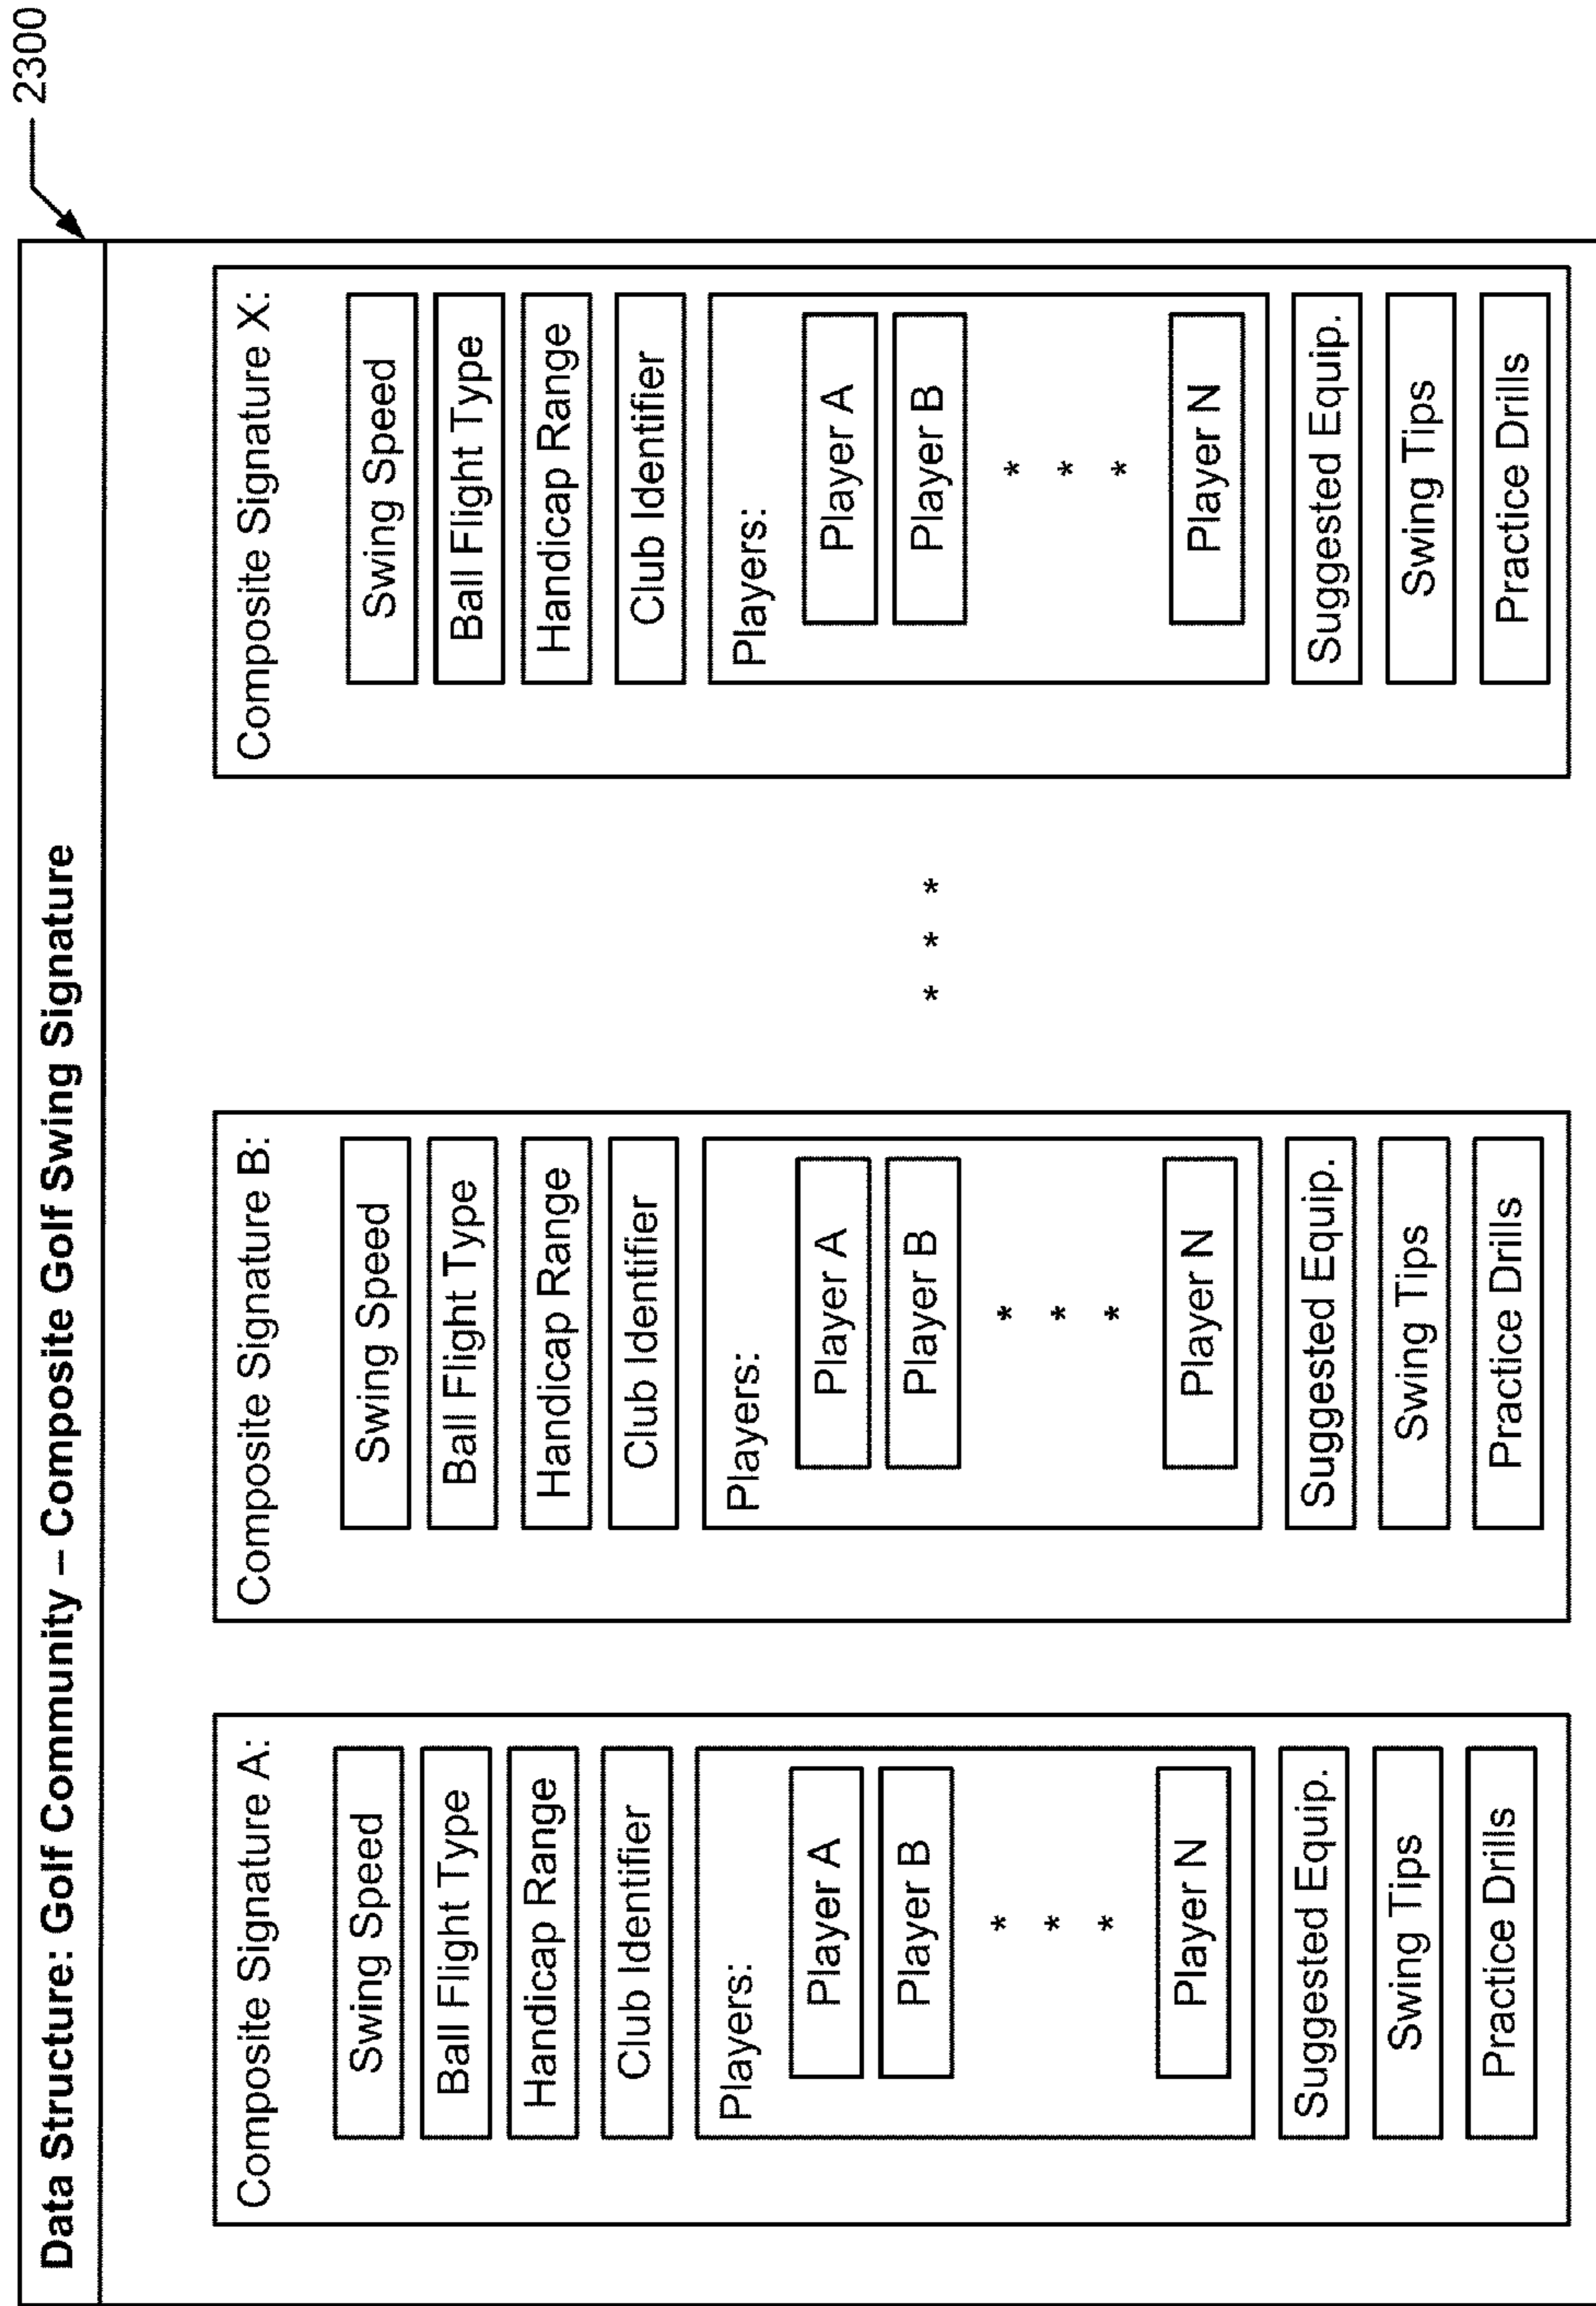 2300
Data Structure: Golf Community – Composite Golf Swing Signature
Composite Signature A:
Swing Speed
Ball Flight Type
Handicap Range
Club Identifier
Players:
Player A
Player B
*
*
*
Player N
Suggested Equip.
Swing Tips
Practice Drills
Composite Signature B:
Swing Speed
Ball Flight Type
Handicap Range
Club Identifier
Players:
Player A
Player B
*
*
*
Player N
Suggested Equip.
Swing Tips
Practice Drills
* * *
Composite Signature X:
Swing Speed
Ball Flight Type
Handicap Range
Club Identifier
Players:
Player A
Player B
*
*
*
Player N
Suggested Equip.
Swing Tips
Practice Drills